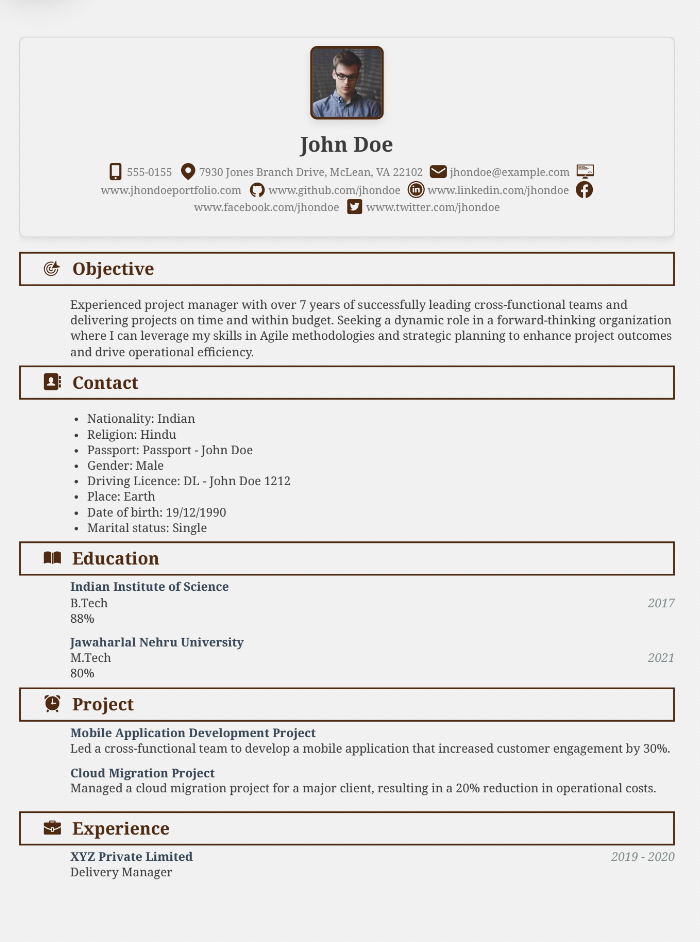 John Doe
555-0155 7930 Jones Branch Drive, McLean, VA 22102 jhondoe@example.com
www.jhondoeportfolio.com www.github.com/jhondoe www.linkedin.com/jhondoe
www.facebook.com/jhondoe www.twitter.com/jhondoe
Objective
Experienced project manager with over 7 years of successfully leading cross-functional teams and
delivering projects on time and within budget. Seeking a dynamic role in a forward-thinking organization
where I can leverage my skills in Agile methodologies and strategic planning to enhance project outcomes
and drive operational efficiency.
Contact
• Nationality: Indian
• Religion: Hindu
• Passport: Passport - John Doe
• Gender: Male
• Driving Licence: DL - John Doe 1212
• Place: Earth
• Date of birth: 19/12/1990
• Marital status: Single
Education
Indian Institute of Science
B.Tech 2017
88%
Jawaharlal Nehru University
M.Tech 2021
80%
Project
Mobile Application Development Project
Led a cross-functional team to develop a mobile application that increased customer engagement by 30%.
Cloud Migration Project
Managed a cloud migration project for a major client, resulting in a 20% reduction in operational costs.
Experience
XYZ Private Limited 2019 - 2020
Delivery Manager